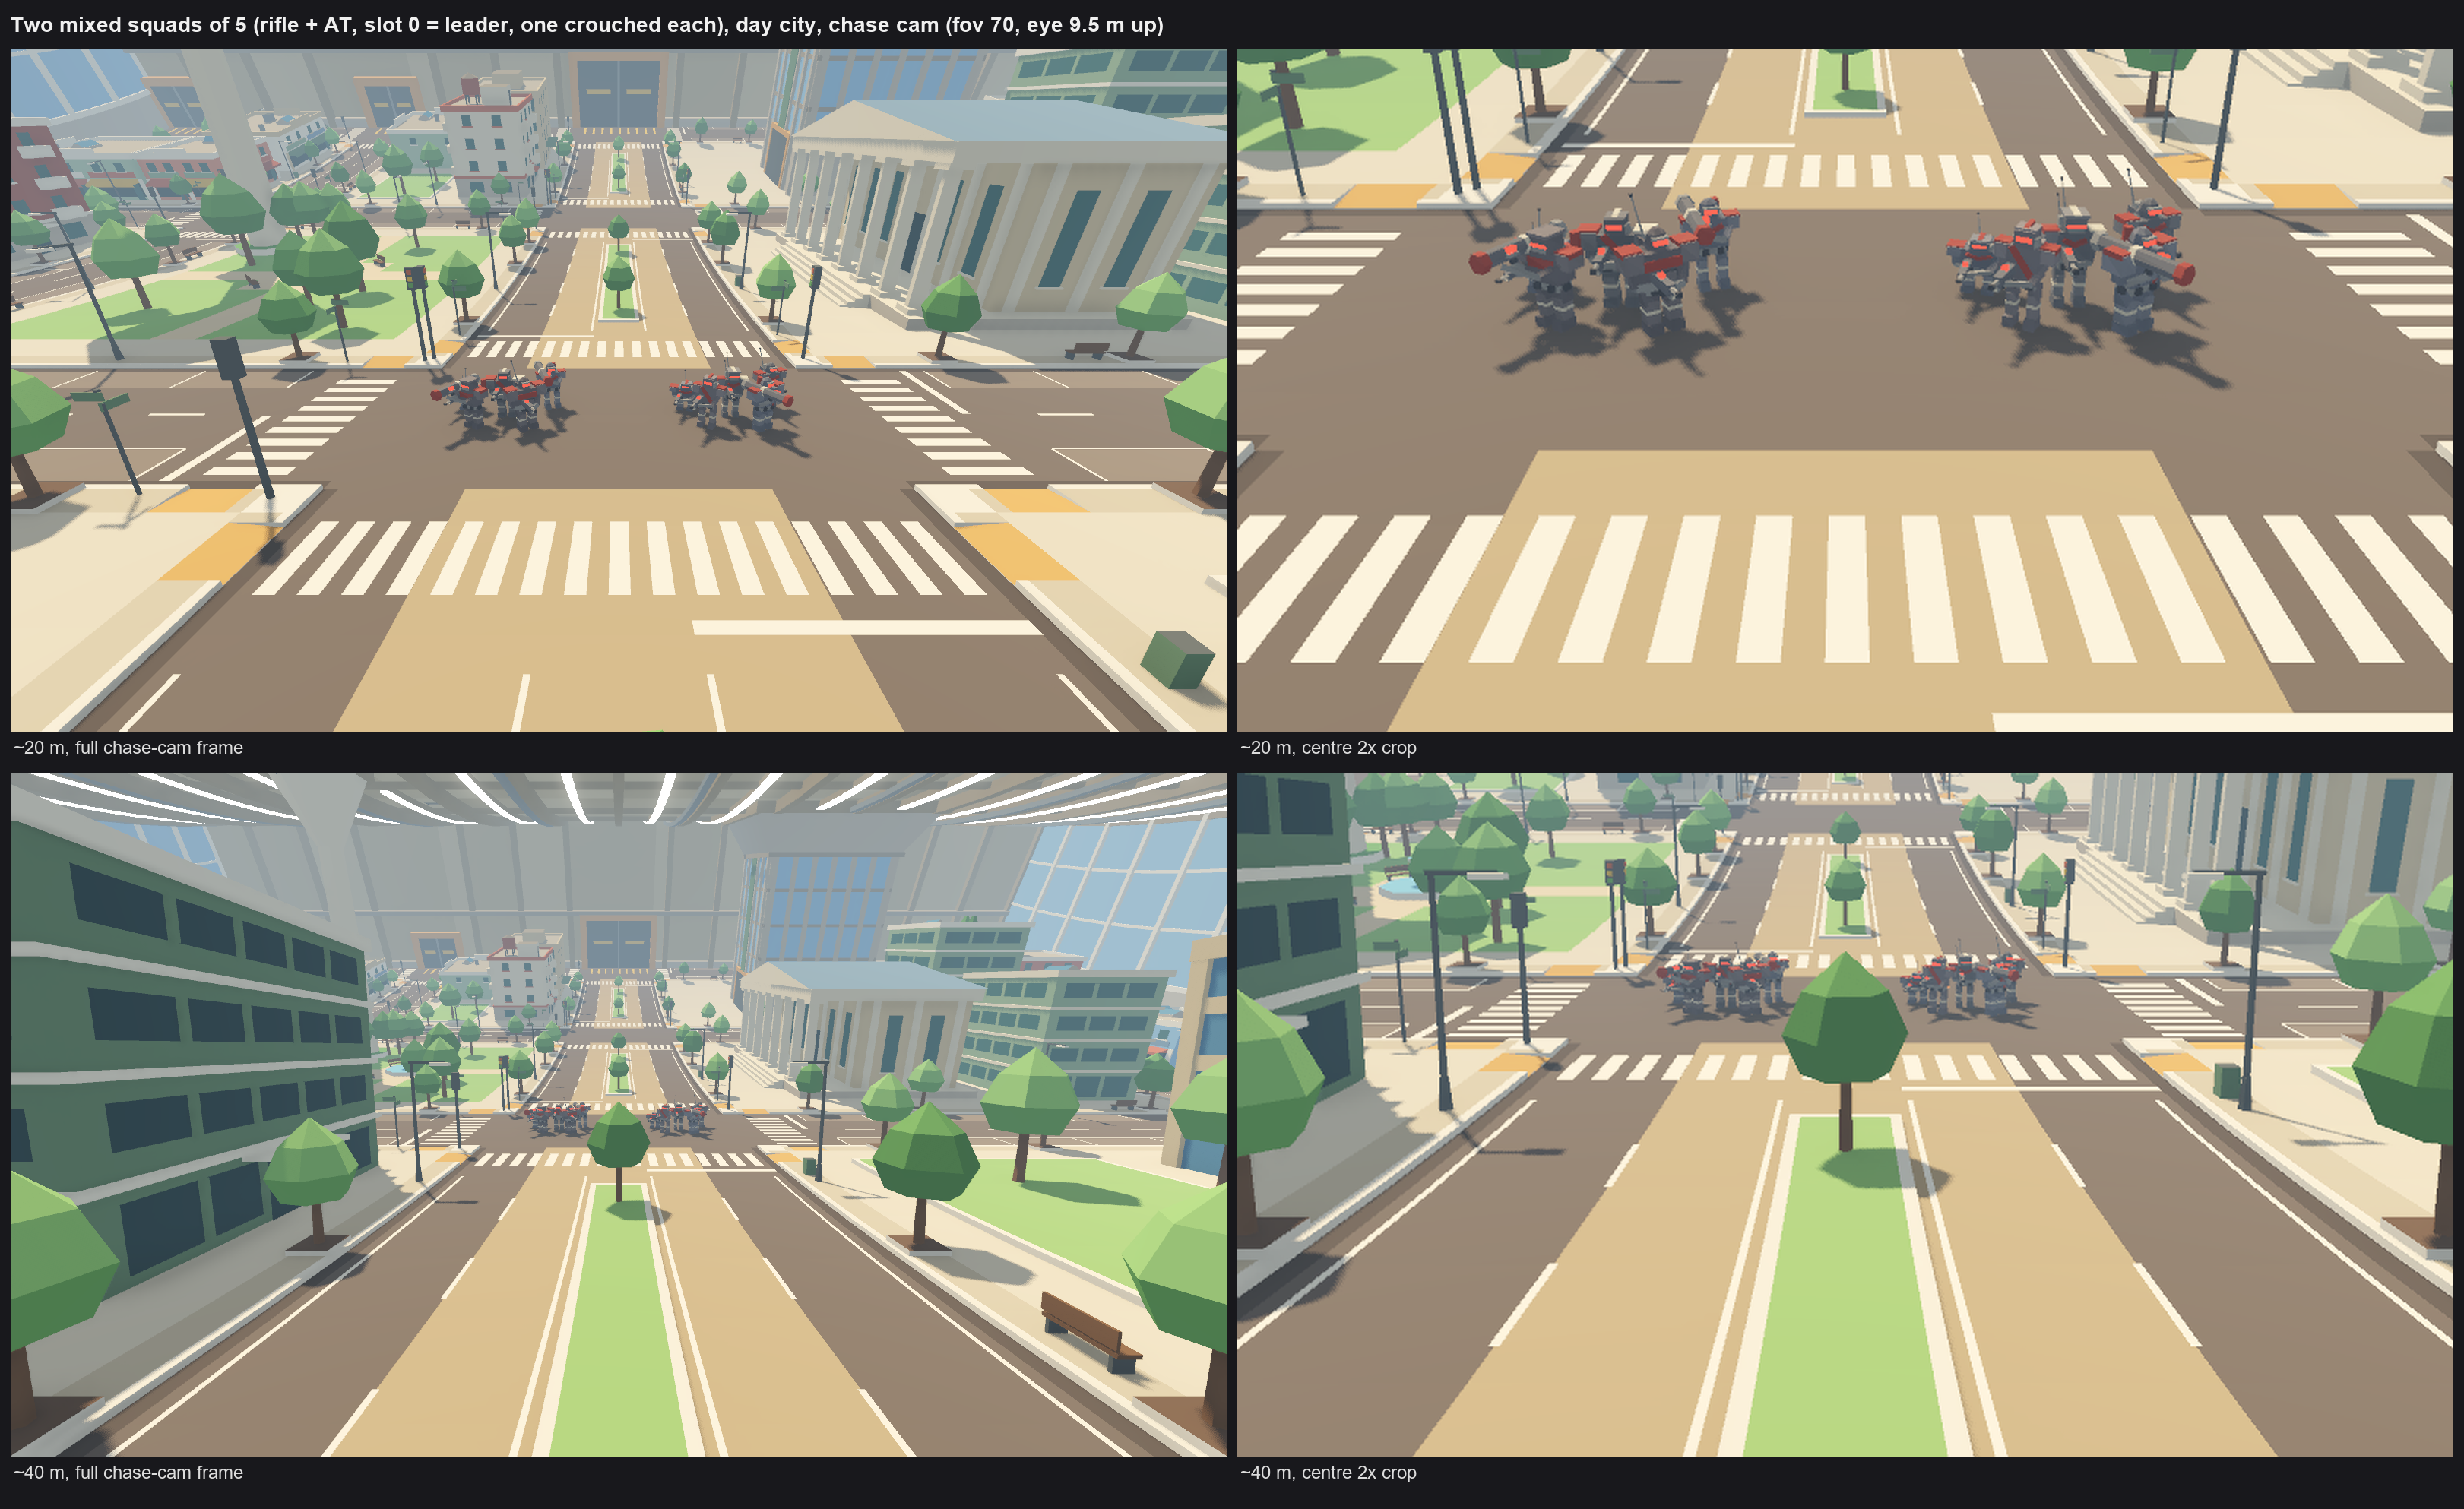 Two mixed squads of 5 (rifle + AT, slot 0 = leader, one crouched each), day city, chase cam (fov 70, eye 9.5 m up)
~20 m, full chase-cam frame
~20 m, centre 2x crop
~40 m, full chase-cam frame
~40 m, centre 2x crop